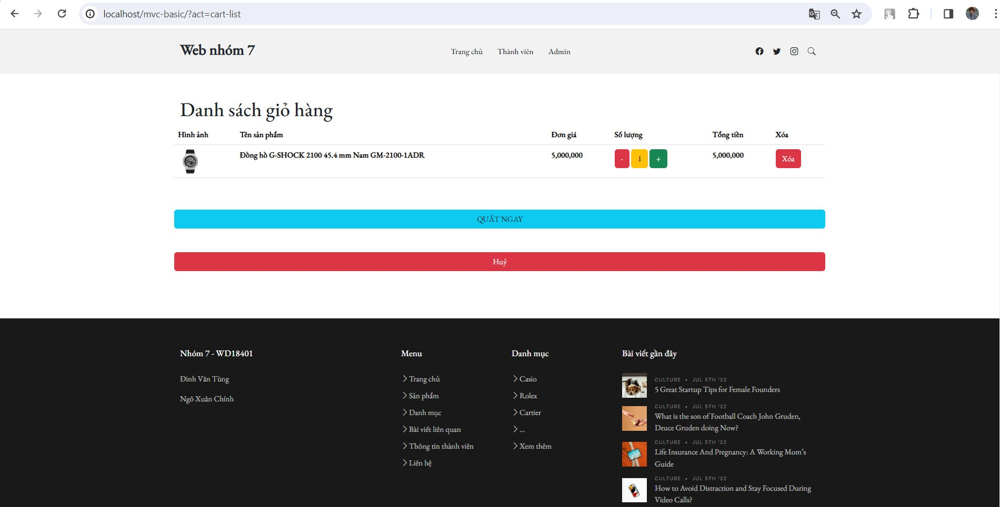 localhost/mvc-basic/?act=cart-list
Web nhóm 7
Trang chủ
Thành viên
Admin
Danh sách giỏ hàng
Hình ảnh
Tên sản phẩm
Đơn giá
Số lượng
Tổng tiền
Xóa
Đồng hồ G-SHOCK 2100 45.4 mm Nam GM-2100-1ADR
5,000,000
-
1
+
5,000,000
Xóa
QUẤT NGAY
Huỷ
Nhóm 7 - WD18401
Đinh Văn Tùng
Ngô Xuân Chính
Menu
Trang chủ
Sản phẩm
Danh mục
Bài viết liên quan
Thông tin thành viên
Liên hệ
Danh mục
Casio
Rolex
Cartier
...
Xem thêm
Bài viết gần đây
CULTURE • JUL 5TH '22
5 Great Startup Tips for Female Founders
CULTURE • JUL 5TH '22
What is the son of Football Coach John Gruden,
Deuce Gruden doing Now?
CULTURE • JUL 5TH '22
Life Insurance And Pregnancy: A Working Mom’s
Guide
CULTURE • JUL 5TH '22
How to Avoid Distraction and Stay Focused During
Video Calls?